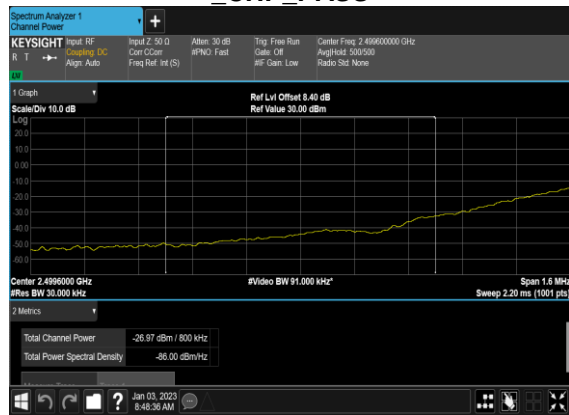 Spectrum Analyzer 1
Channel Power
+
KEYSIGHT
R T
LXI
Input: RF
Coupling: DC
Align: Auto
Input Z: 50 Ω
Corr CCorr
Freq Ref: Int (S)
Atten: 30 dB
#PNO: Fast
Trig: Free Run
Gate: Off
#IF Gain: Low
Center Freq: 2.499600000 GHz
Avg|Hold: 500/500
Radio Std: None
1 Graph
Scale/Div 10.0 dB
Ref Lvl Offset 8.40 dB
Ref Value 30.00 dBm
Log
20.0
10.0
0.00
-10.0
-20.0
-30.0
-40.0
-50.0
-60.0
Center 2.4996000 GHz
#Res BW 30.000 kHz
#Video BW 91.000 kHz*
Span 1.6 MHz
Sweep 2.20 ms (1001 pts)
2 Metrics
Total Channel Power -26.97 dBm / 800 kHz
Total Power Spectral Density -86.00 dBm/Hz
?
Jan 03, 2023
8:48:36 AM